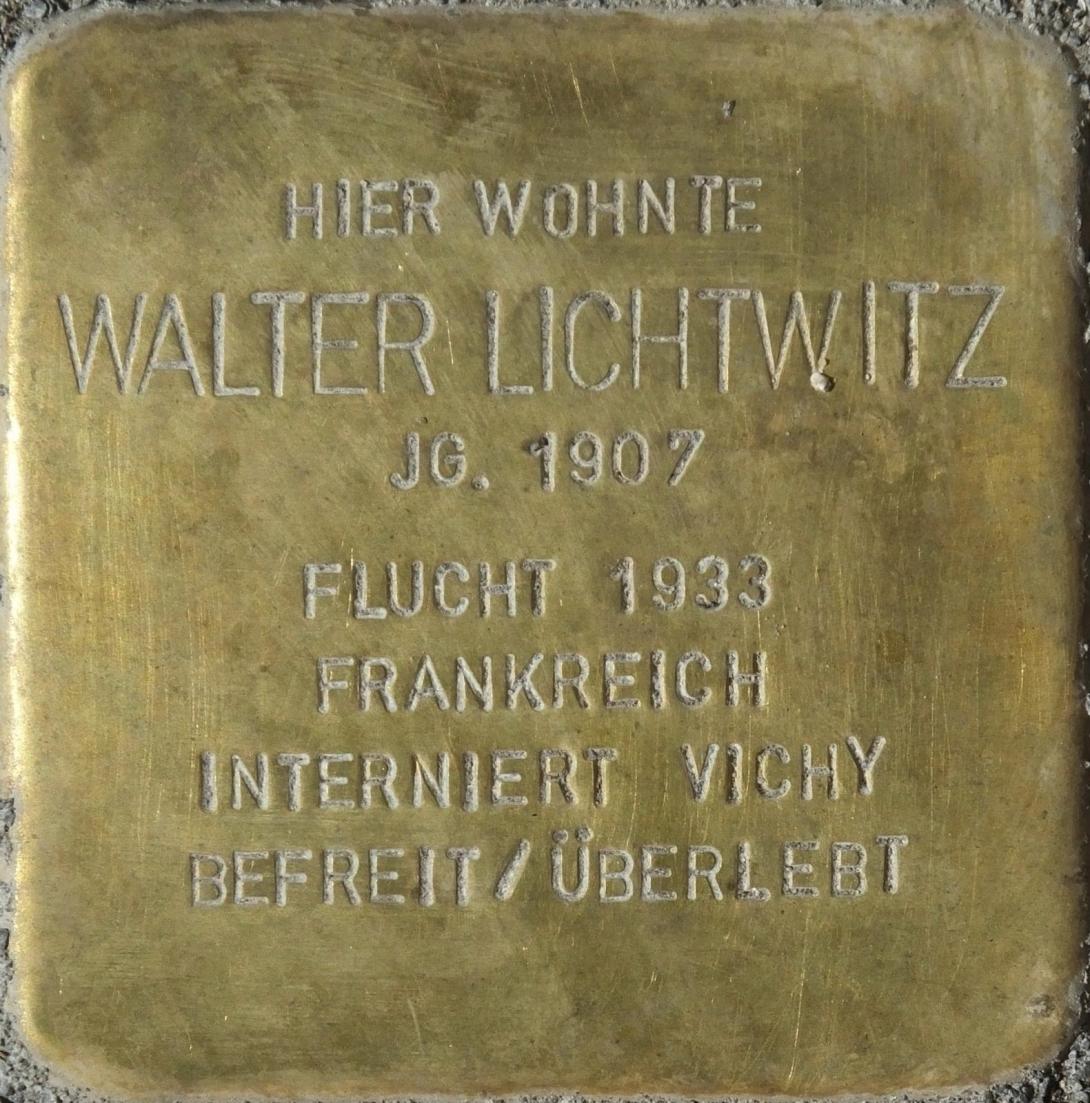 HIER WOHNTE
WALTER LICHTWITZ
JG. 1907
FLUCHT 1933
FRANKREICH
INTERNIERT VICHY
BEFREIT/ÜBERLEBT